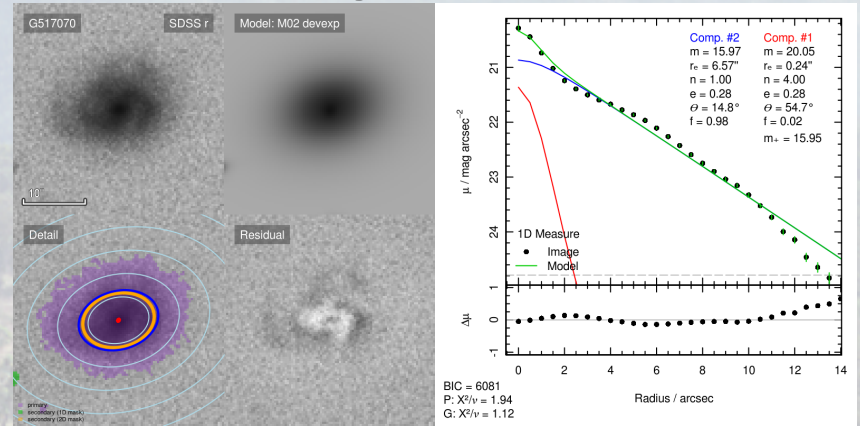 G517070
SDSS r
Model: M02 devexp
10"
Detail
Residual
primary
secondary (1D mask)
secondary (2D mask)
μ / mag arcsec⁻²
21
22
23
24
Comp. #2
m = 15.97
rₑ = 6.57"
n = 1.00
e = 0.28
Θ = 14.8°
f = 0.98
Comp. #1
m = 20.05
rₑ = 0.24"
n = 4.00
e = 0.28
Θ = 54.7°
f = 0.02
m₊ = 15.95
1D Measure
Image
Model
Δμ
1
0
-1
0 2 4 6 8 10 12 14
Radius / arcsec
BIC = 6081
P: X²/ν = 1.94
G: X²/ν = 1.12